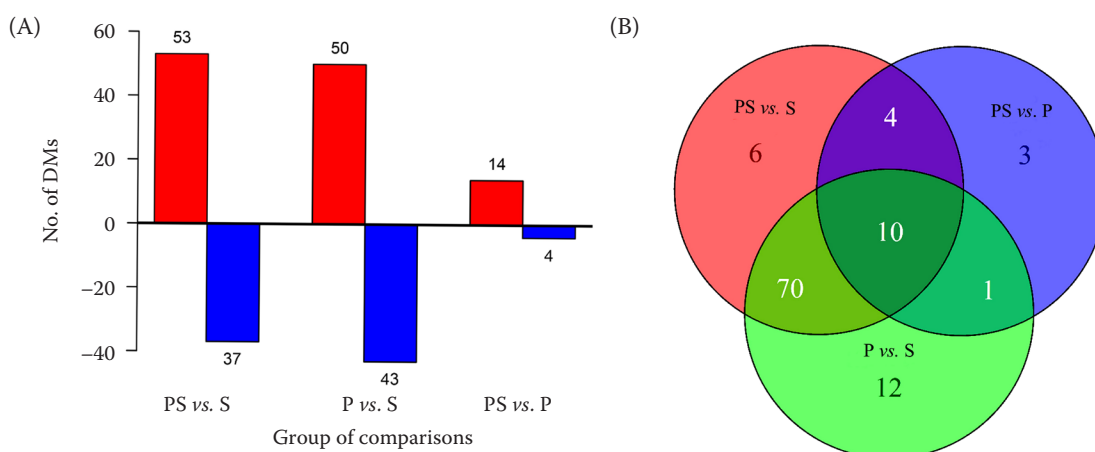 (A)
No. of DMs
60
40
20
0
−20
−40
53
37
50
43
14
4
PS vs. S
P vs. S
PS vs. P
Group of comparisons
(B)
PS vs. S
6
4
PS vs. P
3
10
70
1
P vs. S
12